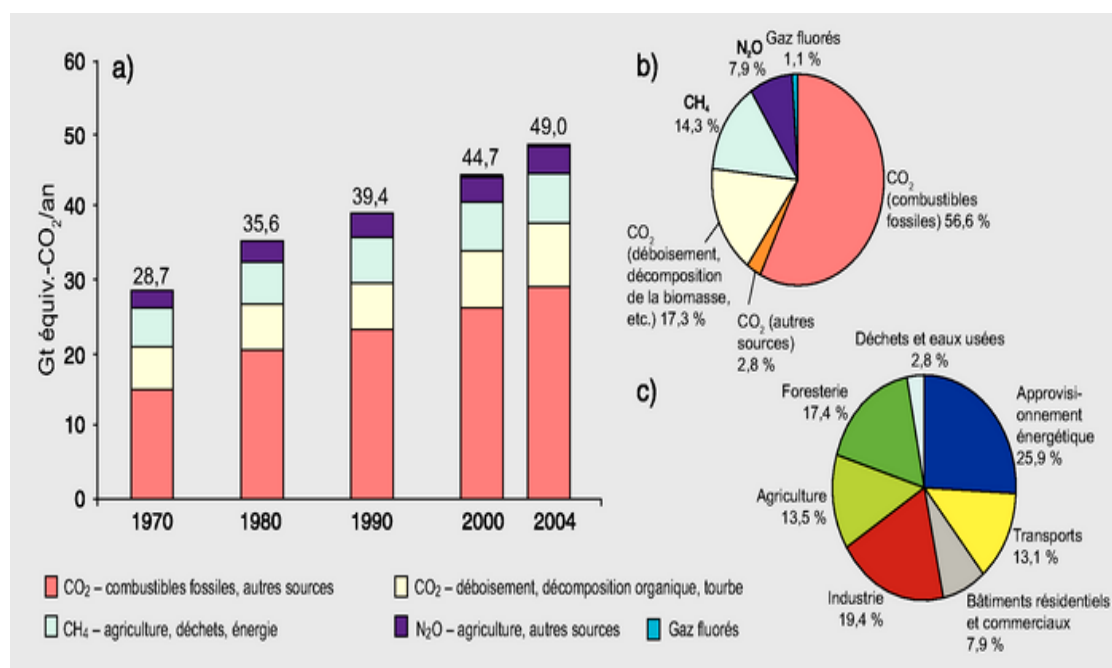 a)
Gt équiv.-CO₂/an
60
50
40
30
20
10
0
28,7
35,6
39,4
44,7
49,0
1970
1980
1990
2000
2004
b)
Gaz fluorés
1,1 %
N₂O
7,9 %
CH₄
14,3 %
CO₂
(combustibles
fossiles) 56,6 %
CO₂
(déboisement,
décomposition
de la biomasse,
etc.) 17,3 %
CO₂ (autres
sources)
2,8 %
c)
Déchets et eaux usées
2,8 %
Foresterie
17,4 %
Approvisi-
onnement
énergétique
25,9 %
Agriculture
13,5 %
Transports
13,1 %
Industrie
19,4 %
Bâtiments résidentiels
et commerciaux
7,9 %
CO₂ – combustibles fossiles, autres sources
CO₂ – déboisement, décomposition organique, tourbe
CH₄ – agriculture, déchets, énergie
N₂O – agriculture, autres sources
Gaz fluorés